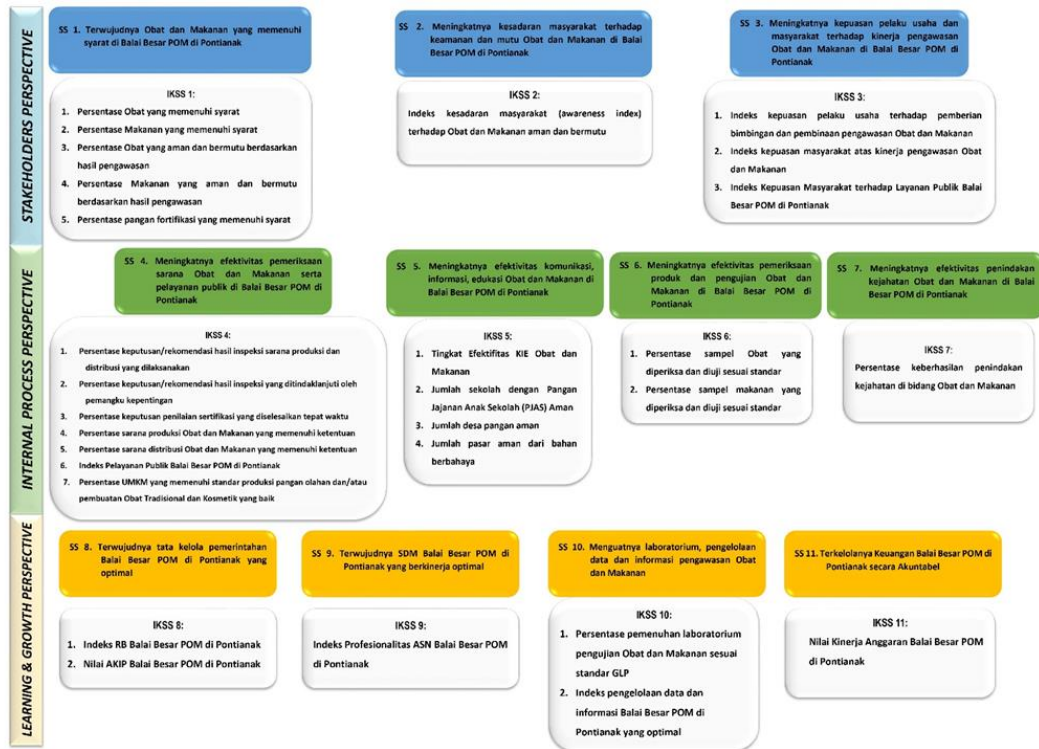 STAKEHOLDERS PERSPECTIVE
SS 1. Terwujudnya Obat dan Makanan yang memenuhi
syarat di Balai Besar POM di Pontianak
IKSS 1:
1. Persentase Obat yang memenuhi syarat
2. Persentase Makanan yang memenuhi syarat
3. Persentase Obat yang aman dan bermutu berdasarkan
hasil pengawasan
4. Persentase Makanan yang aman dan bermutu
berdasarkan hasil pengawasan
5. Persentase pangan fortifikasi yang memenuhi syarat
SS 2. Meningkatnya kesadaran masyarakat terhadap
keamanan dan mutu Obat dan Makanan di Balai
Besar POM di Pontianak
IKSS 2:
Indeks kesadaran masyarakat (awareness index)
terhadap Obat dan Makanan aman dan bermutu
SS 3. Meningkatnya kepuasan pelaku usaha dan
masyarakat terhadap kinerja pengawasan
Obat dan Makanan di Balai Besar POM di
Pontianak
IKSS 3:
1. Indeks kepuasan pelaku usaha terhadap pemberian
bimbingan dan pembinaan pengawasan Obat dan Makanan
2. Indeks kepuasan masyarakat atas kinerja pengawasan Obat
dan Makanan
3. Indeks Kepuasan Masyarakat terhadap Layanan Publik Balai
Besar POM di Pontianak
INTERNAL PROCESS PERSPECTIVE
SS 4. Meningkatnya efektivitas pemeriksaan
sarana Obat dan Makanan serta
pelayanan publik di Balai Besar POM di
Pontianak
IKSS 4:
1. Persentase keputusan/rekomendasi hasil inspeksi sarana produksi dan
distribusi yang dilaksanakan
2. Persentase keputusan/rekomendasi hasil inspeksi yang ditindaklanjuti oleh
pemangku kepentingan
3. Persentase keputusan penilaian sertifikasi yang diselesaikan tepat waktu
4. Persentase sarana produksi Obat dan Makanan yang memenuhi ketentuan
5. Persentase sarana distribusi Obat dan Makanan yang memenuhi ketentuan
6. Indeks Pelayanan Publik Balai Besar POM di Pontianak
7. Persentase UMKM yang memenuhi standar produksi pangan olahan dan/atau
pembuatan Obat Tradisional dan Kosmetik yang baik
SS 5. Meningkatnya efektivitas komunikasi,
informasi, edukasi Obat dan Makanan di
Balai Besar POM di Pontianak
IKSS 5:
1. Tingkat Efektifitas KIE Obat dan
Makanan
2. Jumlah sekolah dengan Pangan
Jajanan Anak Sekolah (PJAS) Aman
3. Jumlah desa pangan aman
4. Jumlah pasar aman dari bahan
berbahaya
SS 6. Meningkatnya efektivitas pemeriksaan
produk dan pengujian Obat dan
Makanan di Balai Besar POM di
Pontianak
IKSS 6:
1. Persentase sampel Obat yang
diperiksa dan diuji sesuai standar
2. Persentase sampel makanan yang
diperiksa dan diuji sesuai standar
SS 7. Meningkatnya efektivitas penindakan
kejahatan Obat dan Makanan di Balai
Besar POM di Pontianak
IKSS 7:
Persentase keberhasilan penindakan
kejahatan di bidang Obat dan Makanan
LEARNING & GROWTH PERSPECTIVE
SS 8. Terwujudnya tata kelola pemerintahan
Balai Besar POM di Pontianak yang
optimal
IKSS 8:
1. Indeks RB Balai Besar POM di Pontianak
2. Nilai AKIP Balai Besar POM di Pontianak
SS 9. Terwujudnya SDM Balai Besar POM di
Pontianak yang berkinerja optimal
IKSS 9:
Indeks Profesionalitas ASN Balai Besar POM
di Pontianak
SS 10. Menguatnya laboratorium, pengelolaan
data dan informasi pengawasan Obat
dan Makanan
IKSS 10:
1. Persentase pemenuhan laboratorium
pengujian Obat dan Makanan sesuai
standar GLP
2. Indeks pengelolaan data dan
informasi Balai Besar POM di
Pontianak yang optimal
SS 11. Terkelolanya Keuangan Balai Besar POM di
Pontianak secara Akuntabel
IKSS 11:
Nilai Kinerja Anggaran Balai Besar POM
di Pontianak